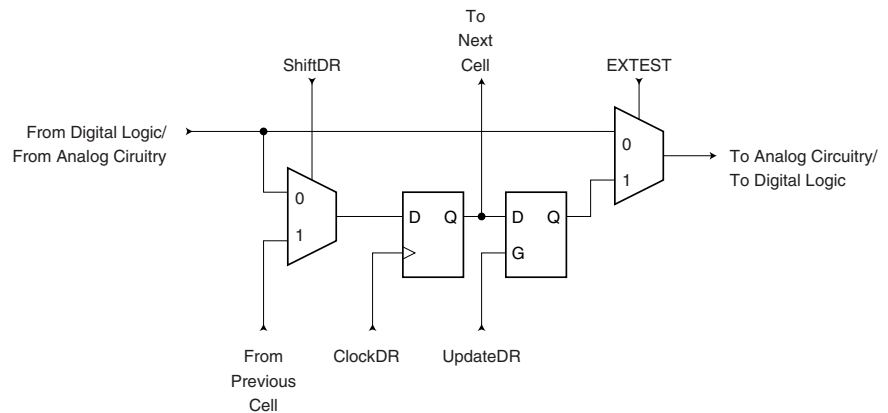 To
Next
Cell
ShiftDR
EXTEST
From Digital Logic/
From Analog Ciruitry
0
1
To Analog Circuitry/
To Digital Logic
0
1
D Q
D Q
G
From
Previous
Cell
ClockDR
UpdateDR